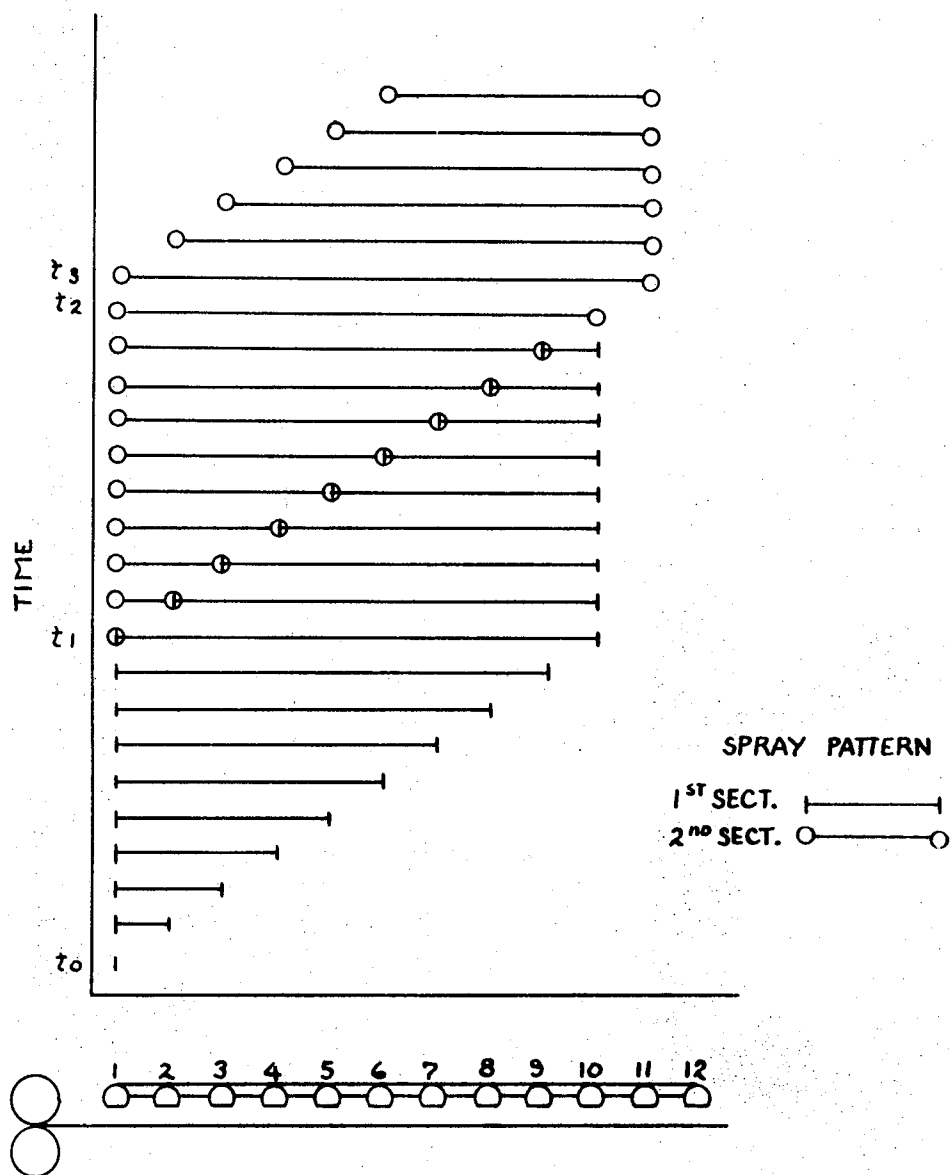 t3
t2
TIME
t1
SPRAY PATTERN
1ST SECT.
2nd SECT.
t0
1 2 3 4 5 6 7 8 9 10 11 12